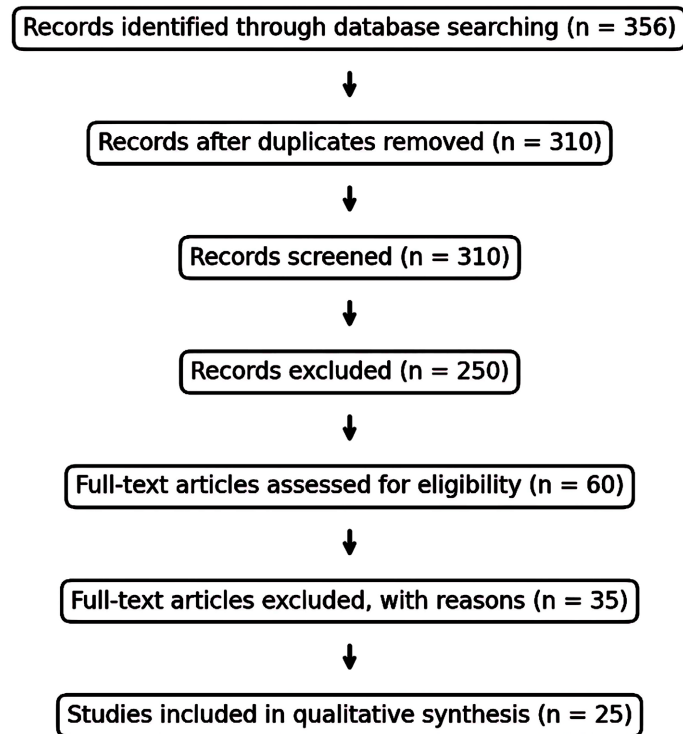 Records identified through database searching (n = 356)
Records after duplicates removed (n = 310)
Records screened (n = 310)
Records excluded (n = 250)
Full-text articles assessed for eligibility (n = 60)
Full-text articles excluded, with reasons (n = 35)
Studies included in qualitative synthesis (n = 25)